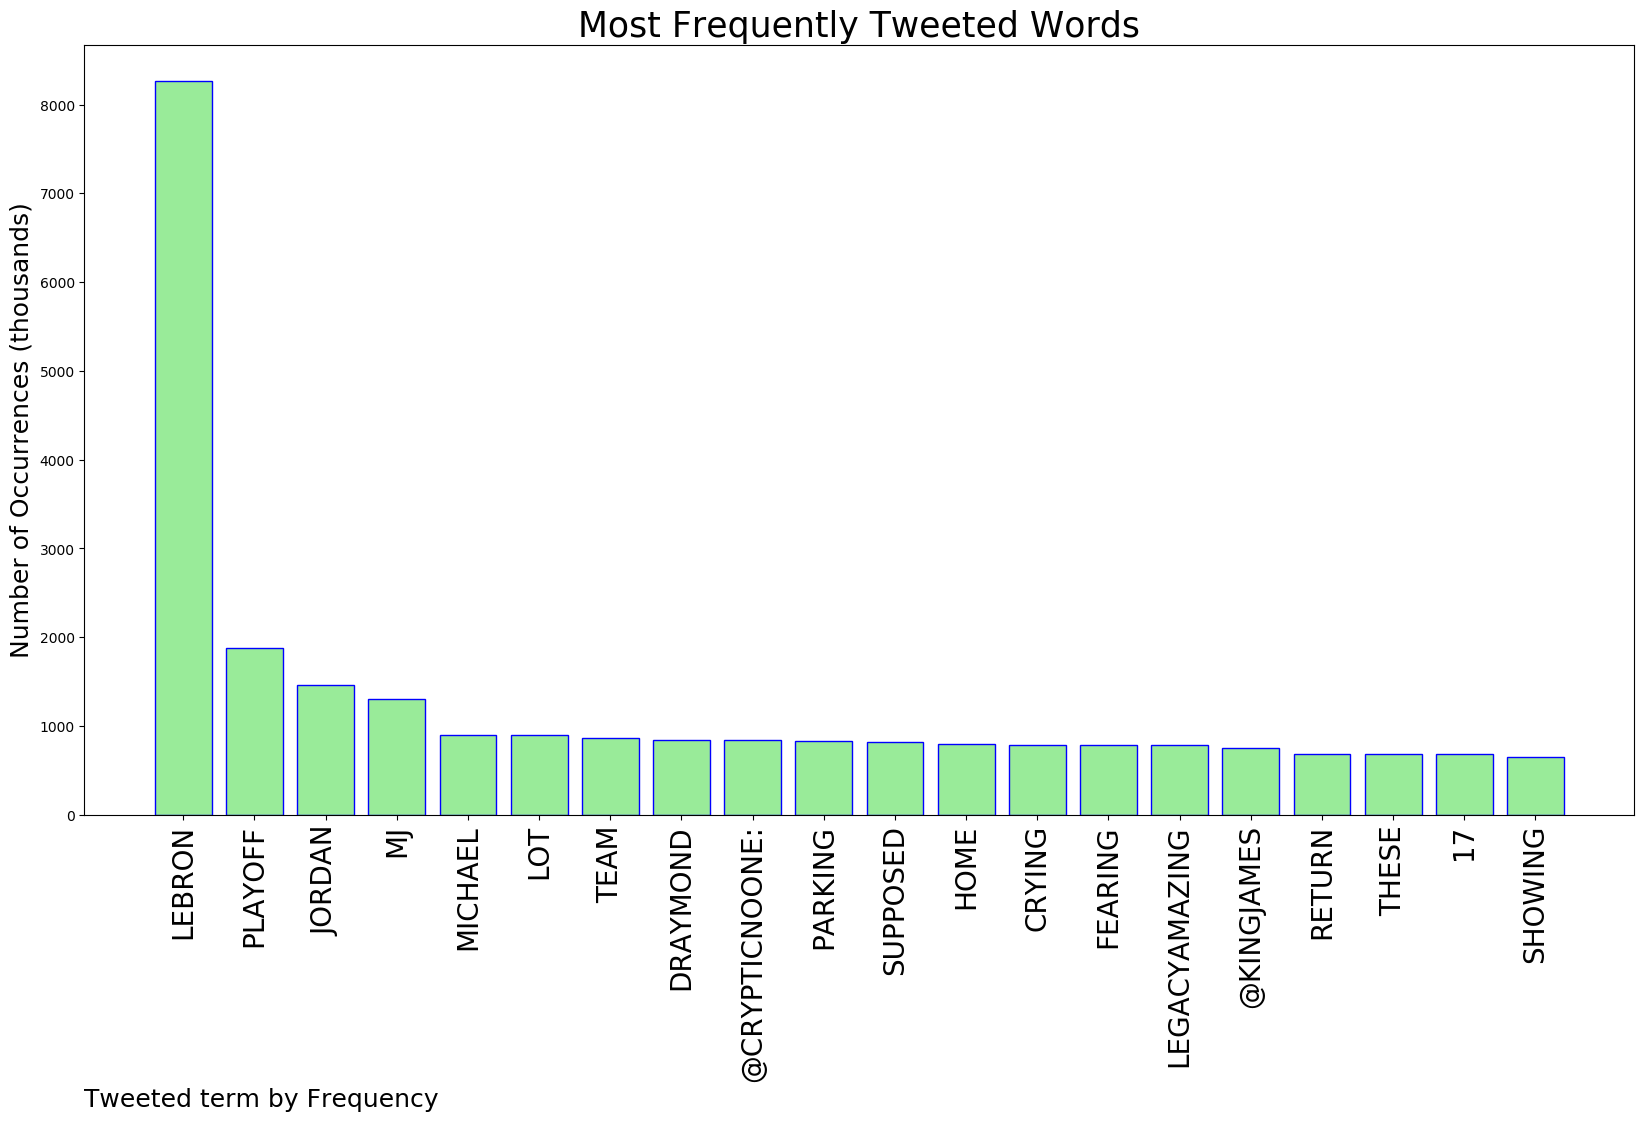 Most Frequently Tweeted Words
Number of Occurrences (thousands)
8000
7000
6000
5000
4000
3000
2000
1000
0
LEBRON
PLAYOFF
JORDAN
MJ
MICHAEL
LOT
TEAM
DRAYMOND
@CRYPTICNOONE:
PARKING
SUPPOSED
HOME
CRYING
FEARING
LEGACYAMAZING
@KINGJAMES
RETURN
THESE
17
SHOWING
Tweeted term by Frequency